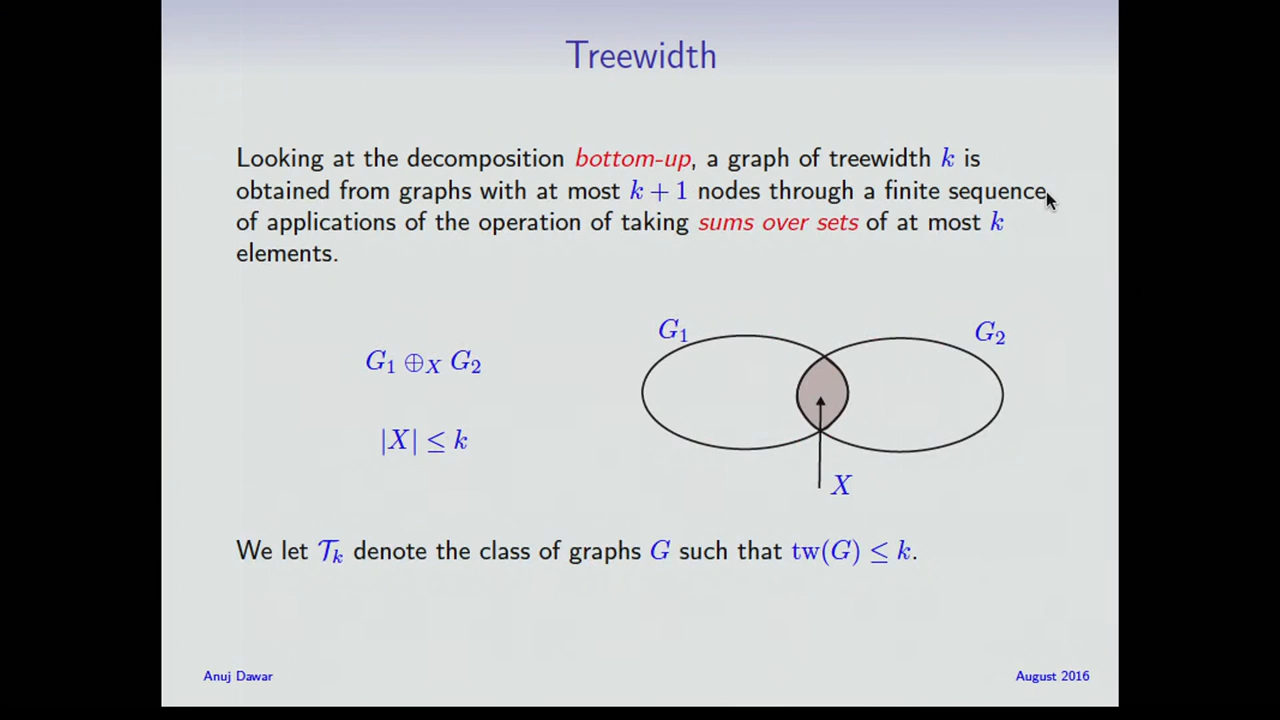 Treewidth
Looking at the decomposition bottom-up, a graph of treewidth k is
obtained from graphs with at most k + 1 nodes through a finite sequence
of applications of the operation of taking sums over sets of at most k
elements.
G₁ G₂
G₁ ⊕_X G₂
|X| ≤ k
X
We let 𝒯ₖ denote the class of graphs G such that tw(G) ≤ k.
Anuj Dawar August 2016